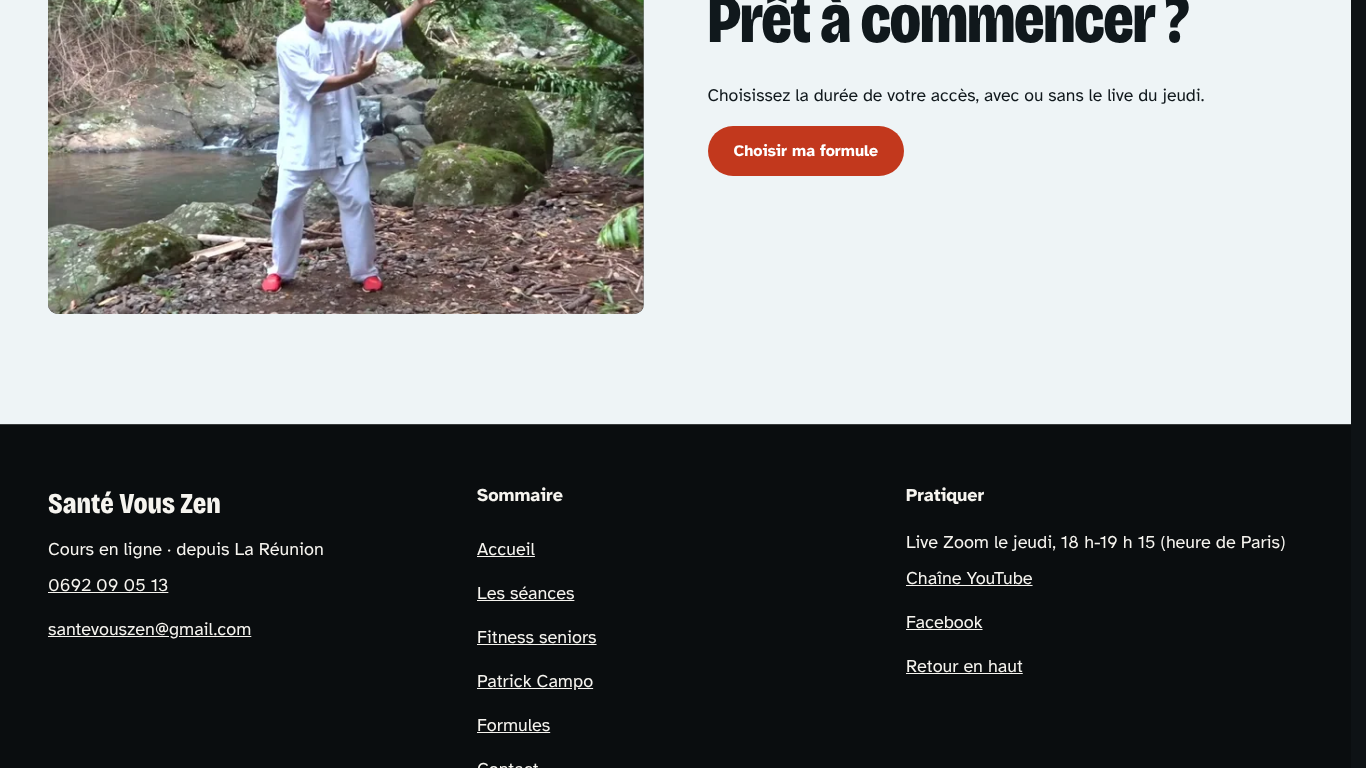 Prêt à commencer ?
Choisissez la durée de votre accès, avec ou sans le live du jeudi.
Choisir ma formule
Santé Vous Zen
Cours en ligne · depuis La Réunion
0692 09 05 13
santevouszen@gmail.com
Sommaire
Accueil
Les séances
Fitness seniors
Patrick Campo
Formules
Contact
Pratiquer
Live Zoom le jeudi, 18 h-19 h 15 (heure de Paris)
Chaîne YouTube
Facebook
Retour en haut